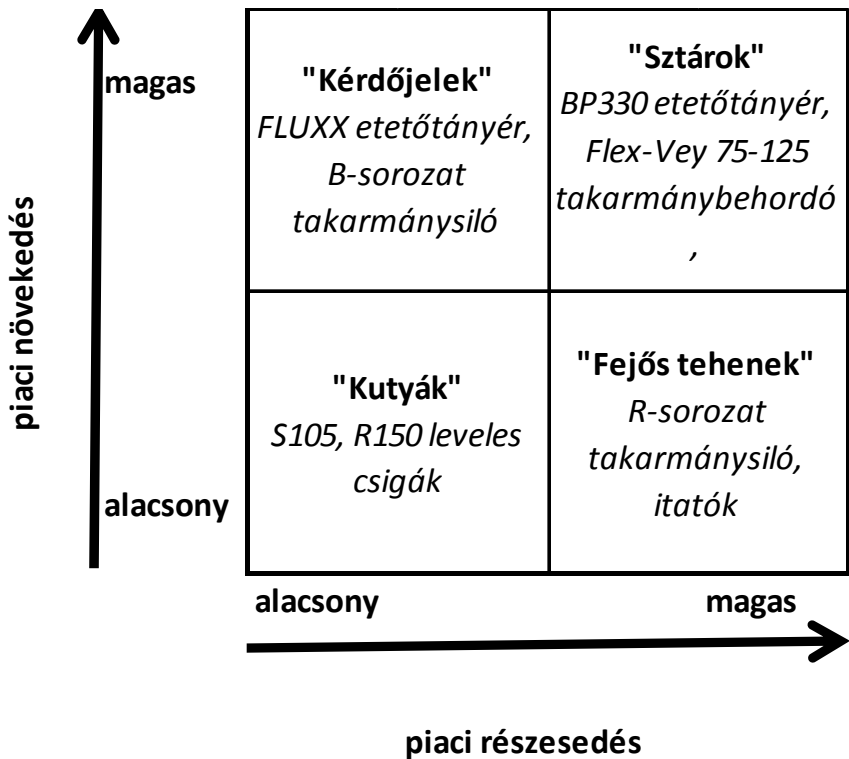 piaci növekedés
magas
alacsony
"Kérdőjelek"
FLUXX etetőtányér,
B-sorozat
takarmánysiló
"Sztárok"
BP330 etetőtányér,
Flex-Vey 75-125
takarmánybehordó
,
"Kutyák"
S105, R150 leveles
csigák
"Fejős tehenek"
R-sorozat
takarmánysiló,
itatók
alacsony
magas
piaci részesedés